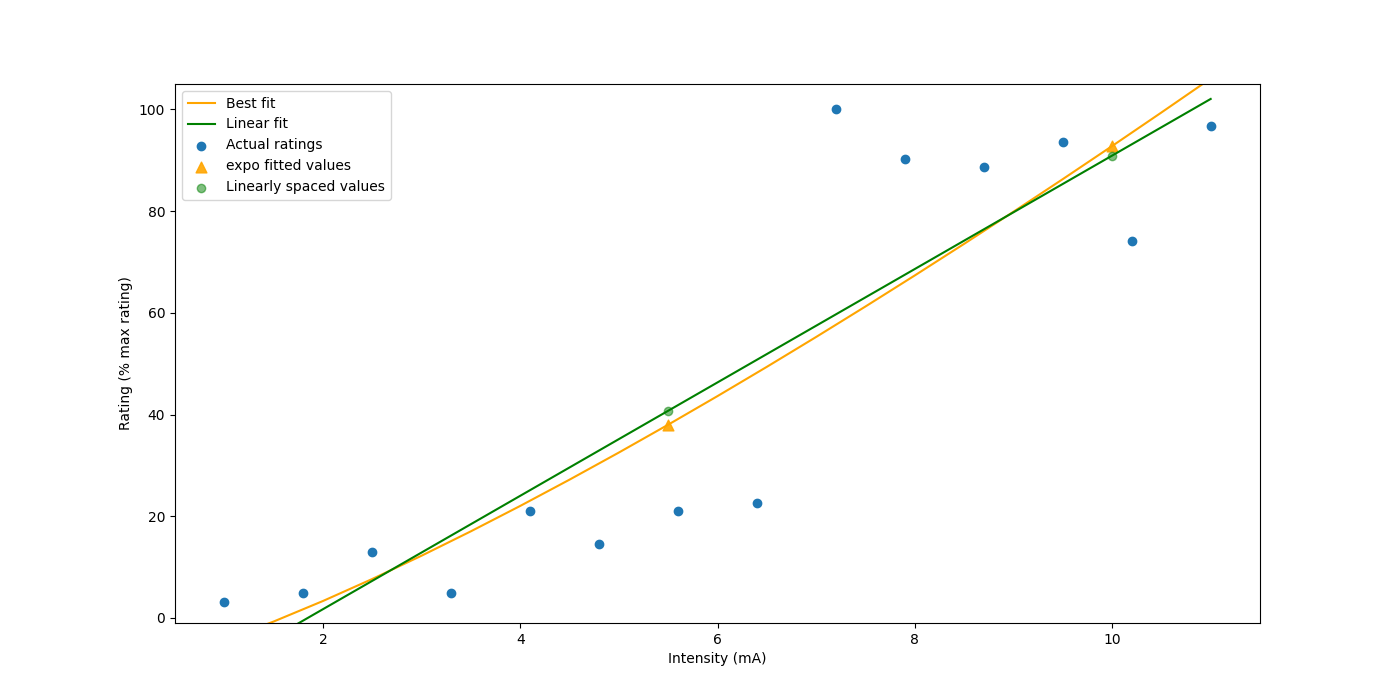 Best fit
Linear fit
Actual ratings
expo fitted values
Linearly spaced values
100
80
60
40
20
0
Rating (% max rating)
2 4 6 8 10
Intensity (mA)